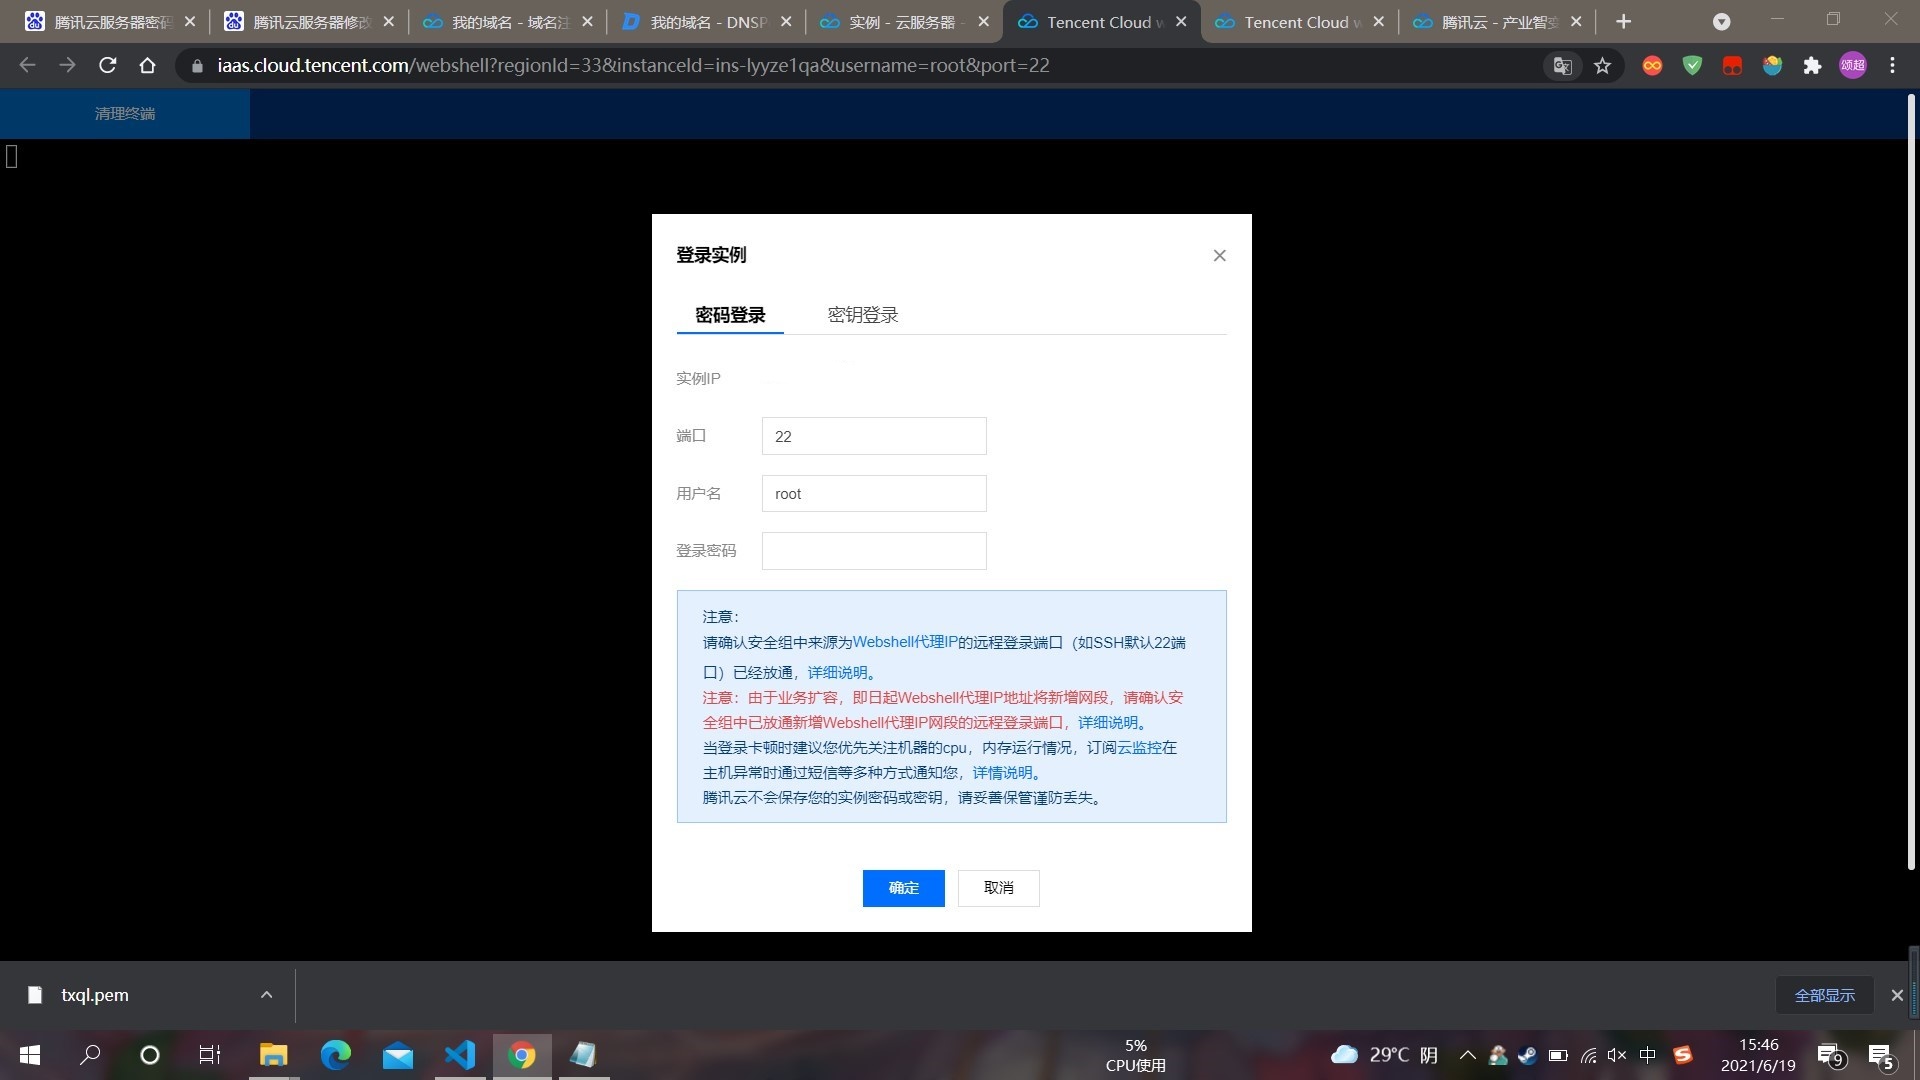 腾讯云服务器密码
腾讯云服务器修改
我的域名 - 域名注
我的域名 - DNSP
实例 - 云服务器 -
Tencent Cloud w
Tencent Cloud w
腾讯云 - 产业智变
iaas.cloud.tencent.com/webshell?regionId=33&instanceId=ins-lyyze1qa&username=root&port=22
颂超
清理终端
登录实例
密码登录
密钥登录
实例IP
端口
22
用户名
root
登录密码
注意：
请确认安全组中来源为Webshell代理IP的远程登录端口（如SSH默认22端
口）已经放通，详细说明。
注意：由于业务扩容，即日起Webshell代理IP地址将新增网段，请确认安
全组中已放通新增Webshell代理IP网段的远程登录端口，详细说明。
当登录卡顿时建议您优先关注机器的cpu，内存运行情况，订阅云监控在
主机异常时通过短信等多种方式通知您，详情说明。
腾讯云不会保存您的实例密码或密钥，请妥善保管谨防丢失。
确定
取消
txql.pem
全部显示
5%
CPU使用
29°C 阴
中
15:46
2021/6/19
9
5